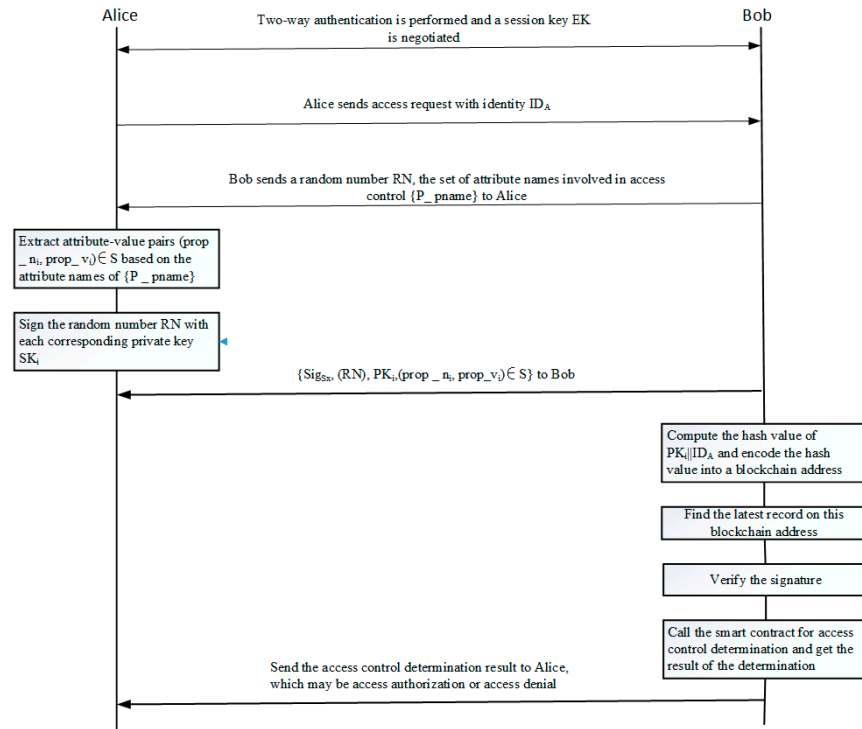 Alice
Bob
Two-way authentication is performed and a session key EK
is negotiated
Alice sends access request with identity ID_A
Bob sends a random number RN, the set of attribute names involved in access
control {P_ pname} to Alice
Extract attribute-value pairs (prop
_ n_i, prop_ v_i)∈ S based on the
attribute names of {P _ pname}
Sign the random number RN with
each corresponding private key
SK_i
{Sig_Sx, (RN), PK_i,(prop _ n_i, prop_v_i)∈ S} to Bob
Compute the hash value of
PK_i||ID_A and encode the hash
value into a blockchain address
Find the latest record on this
blockchain address
Verify the signature
Call the smart contract for access
control determination and get the
result of the determination
Send the access control determination result to Alice,
which may be access authorization or access denial